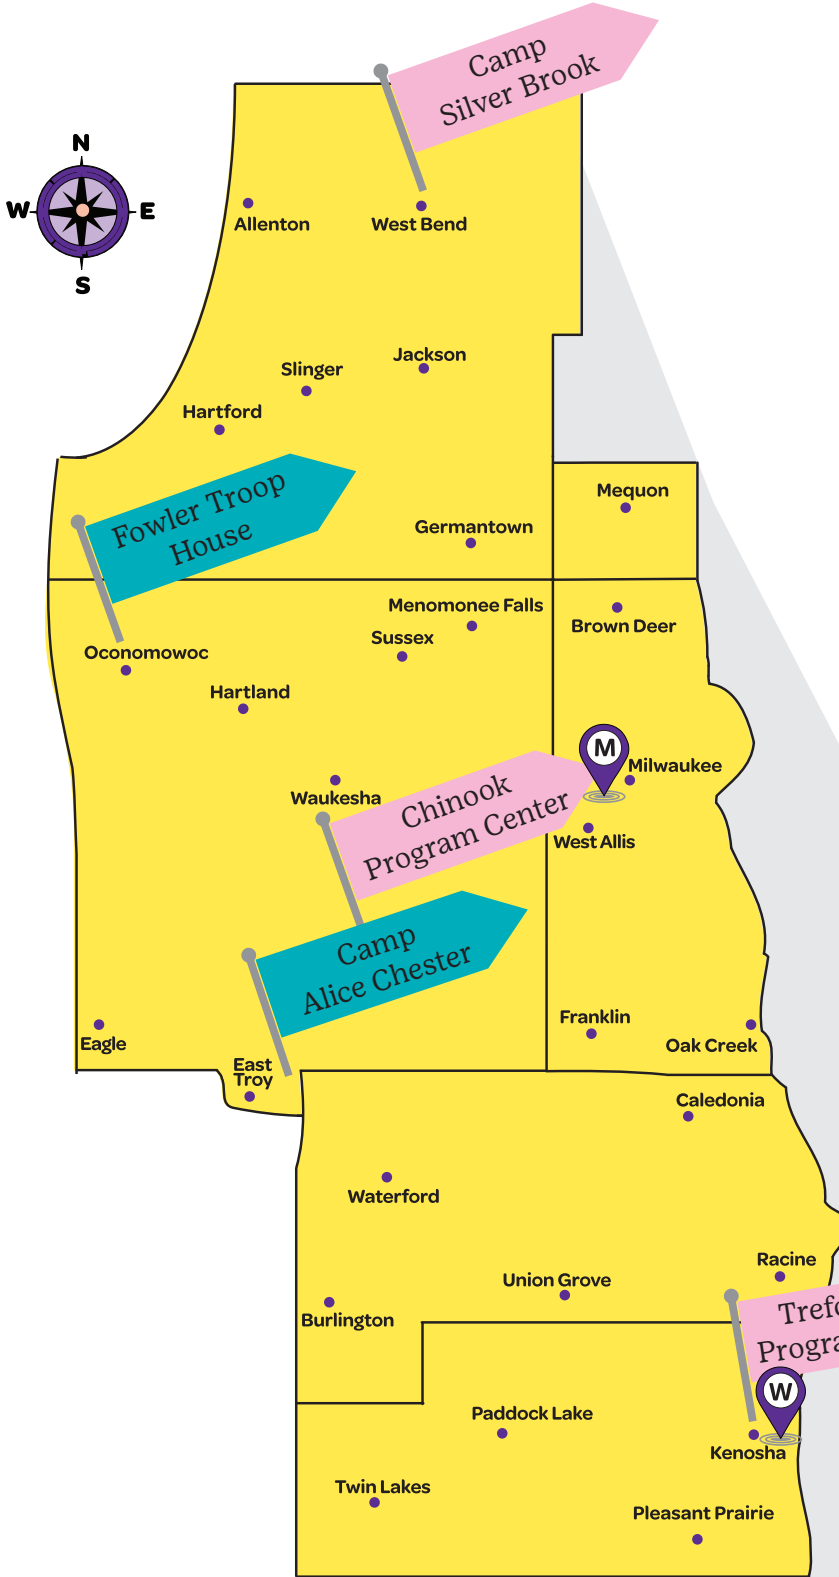 Camp
Silver Brook
N
W
E
S
Allenton
West Bend
Jackson
Slinger
Hartford
Fowler Troop
House
Mequon
Germantown
Menomonee Falls
Brown Deer
Sussex
Oconomowoc
Hartland
M
Milwaukee
Waukesha
Chinook
Program Center
West Allis
Camp
Alice Chester
Franklin
Eagle
Oak Creek
East
Troy
Caledonia
Waterford
Racine
Union Grove
Burlington
W
Paddock Lake
Kenosha
Twin Lakes
Pleasant Prairie